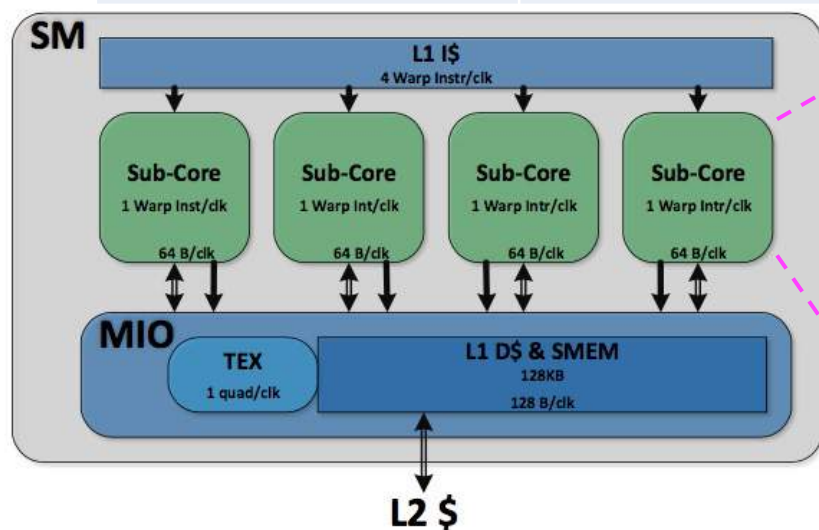 SM
L1 I$
4 Warp Instr/clk
Sub-Core
1 Warp Inst/clk
64 B/clk
Sub-Core
1 Warp Int/clk
64 B/clk
Sub-Core
1 Warp Intr/clk
64 B/clk
Sub-Core
1 Warp Intr/clk
64 B/clk
MIO
TEX
1 quad/clk
L1 D$ & SMEM
128KB
128 B/clk
L2 $